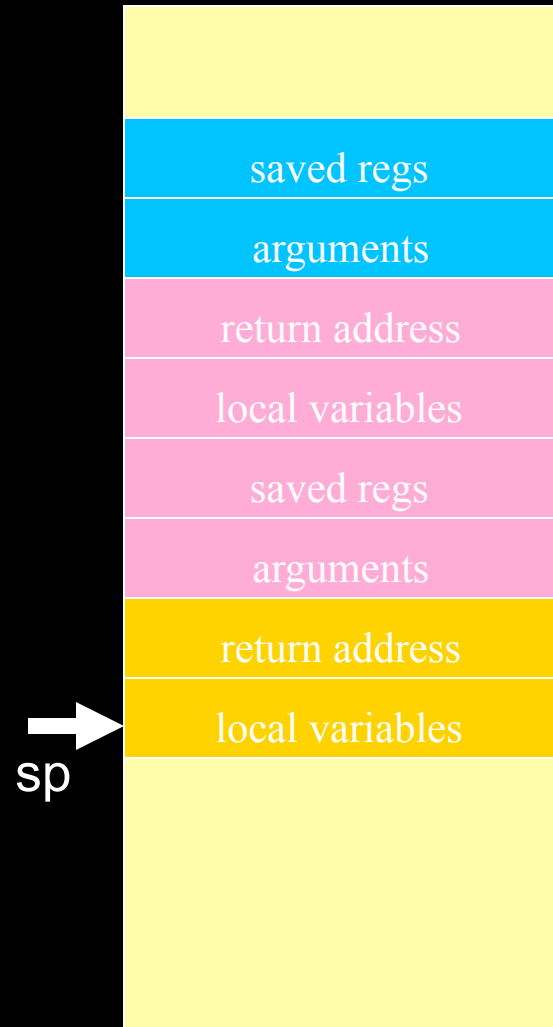 saved regs
arguments
return address
local variables
saved regs
arguments
return address
local variables
sp